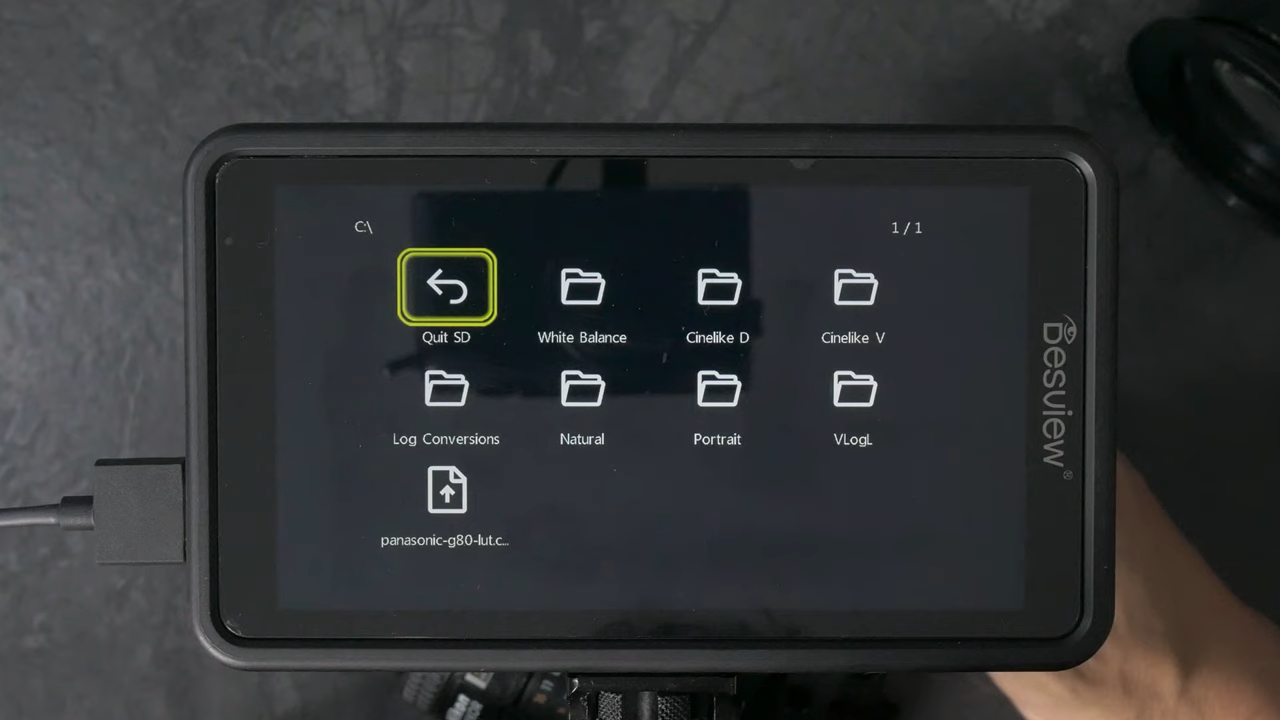 C:\
1 / 1
Quit SD
White Balance
Cinelike D
Cinelike V
Log Conversions
Natural
Portrait
VLogL
panasonic-g80-lut.c...
Desview®